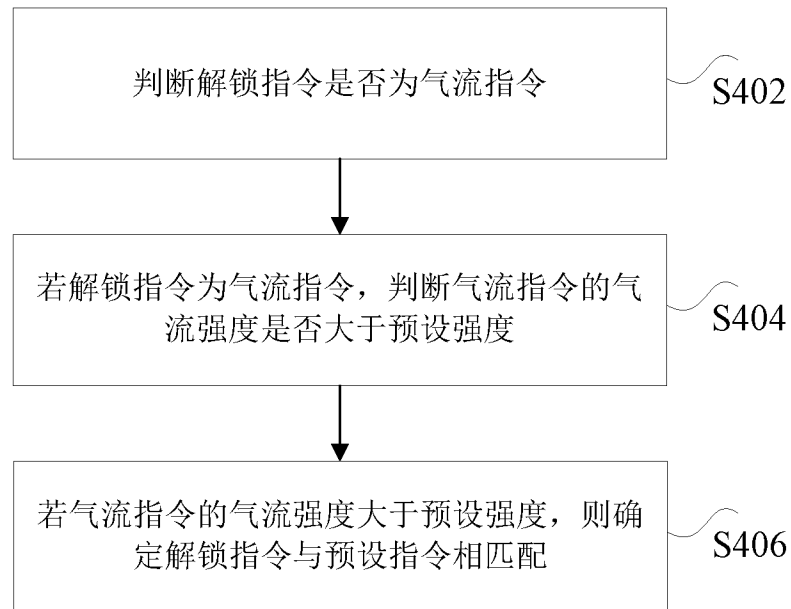 判断解锁指令是否为气流指令
S402
若解锁指令为气流指令，判断气流指令的气
流强度是否大于预设强度
S404
若气流指令的气流强度大于预设强度，则确
定解锁指令与预设指令相匹配
S406